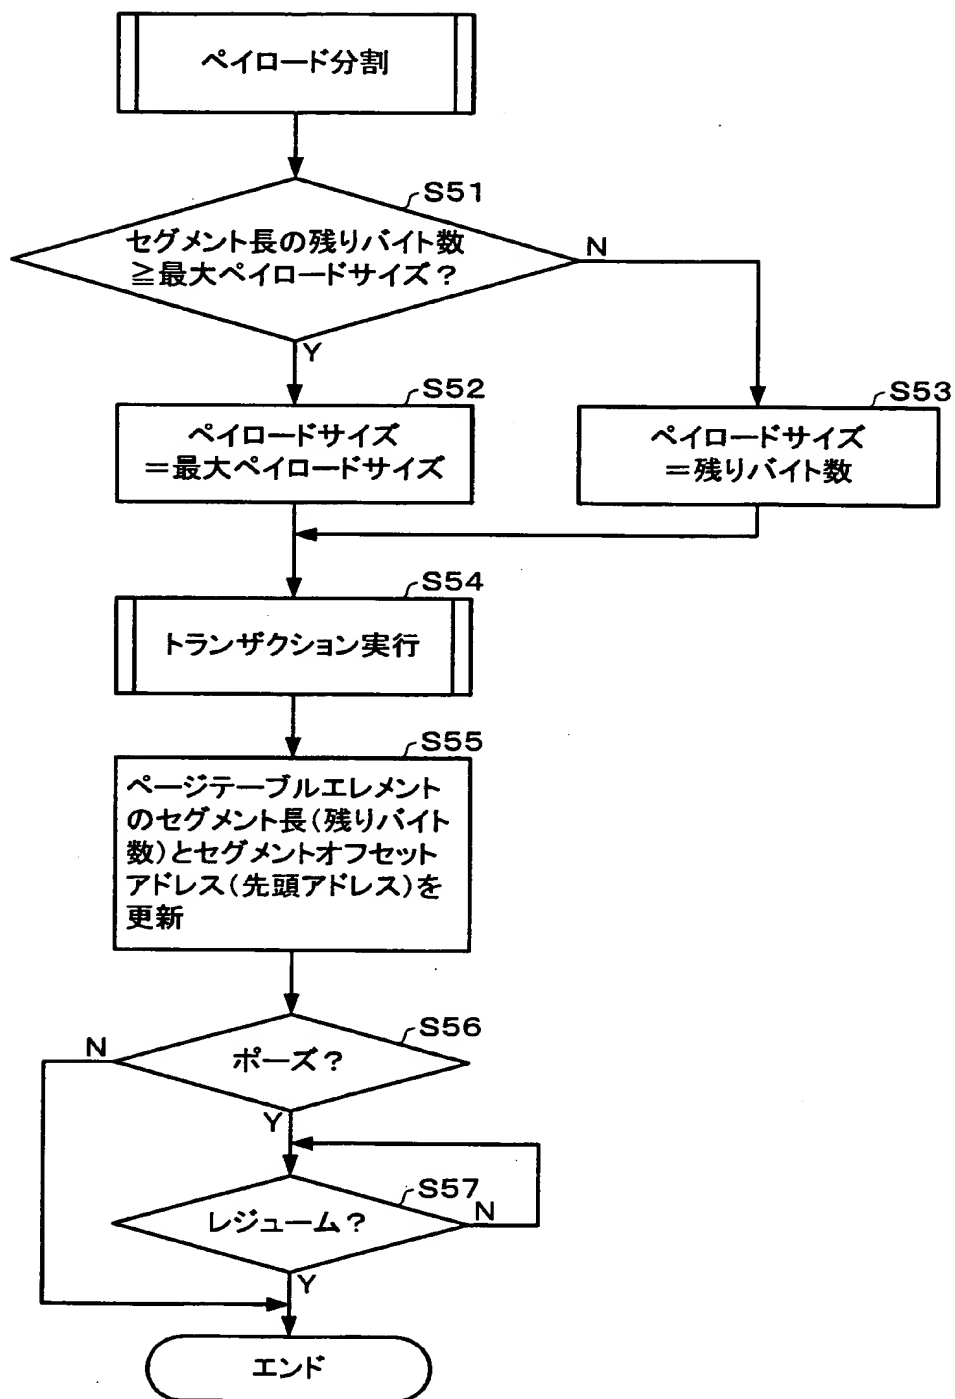 ペイロード分割
S51
セグメント長の残りバイト数
≧最大ペイロードサイズ?
N
Y
S52
ペイロードサイズ
=最大ペイロードサイズ
S53
ペイロードサイズ
=残りバイト数
S54
トランザクション実行
S55
ページテーブルエレメント
のセグメント長(残りバイト
数)とセグメントオフセット
アドレス(先頭アドレス)を
更新
S56
N
ポーズ?
Y
S57
レジューム?
N
Y
エンド